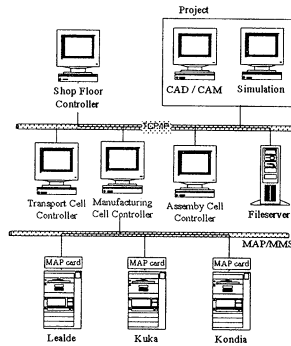 Project
Shop Floor
Controller
CAD / CAM
Simulation
TCP/IP
Transport Cell
Controller
Manufacturing
Cell Controller
Assemby Cell
Controller
Fileserver
MAP/MMS
MAP card
MAP card
MAP card
Lealde
Kuka
Kondia